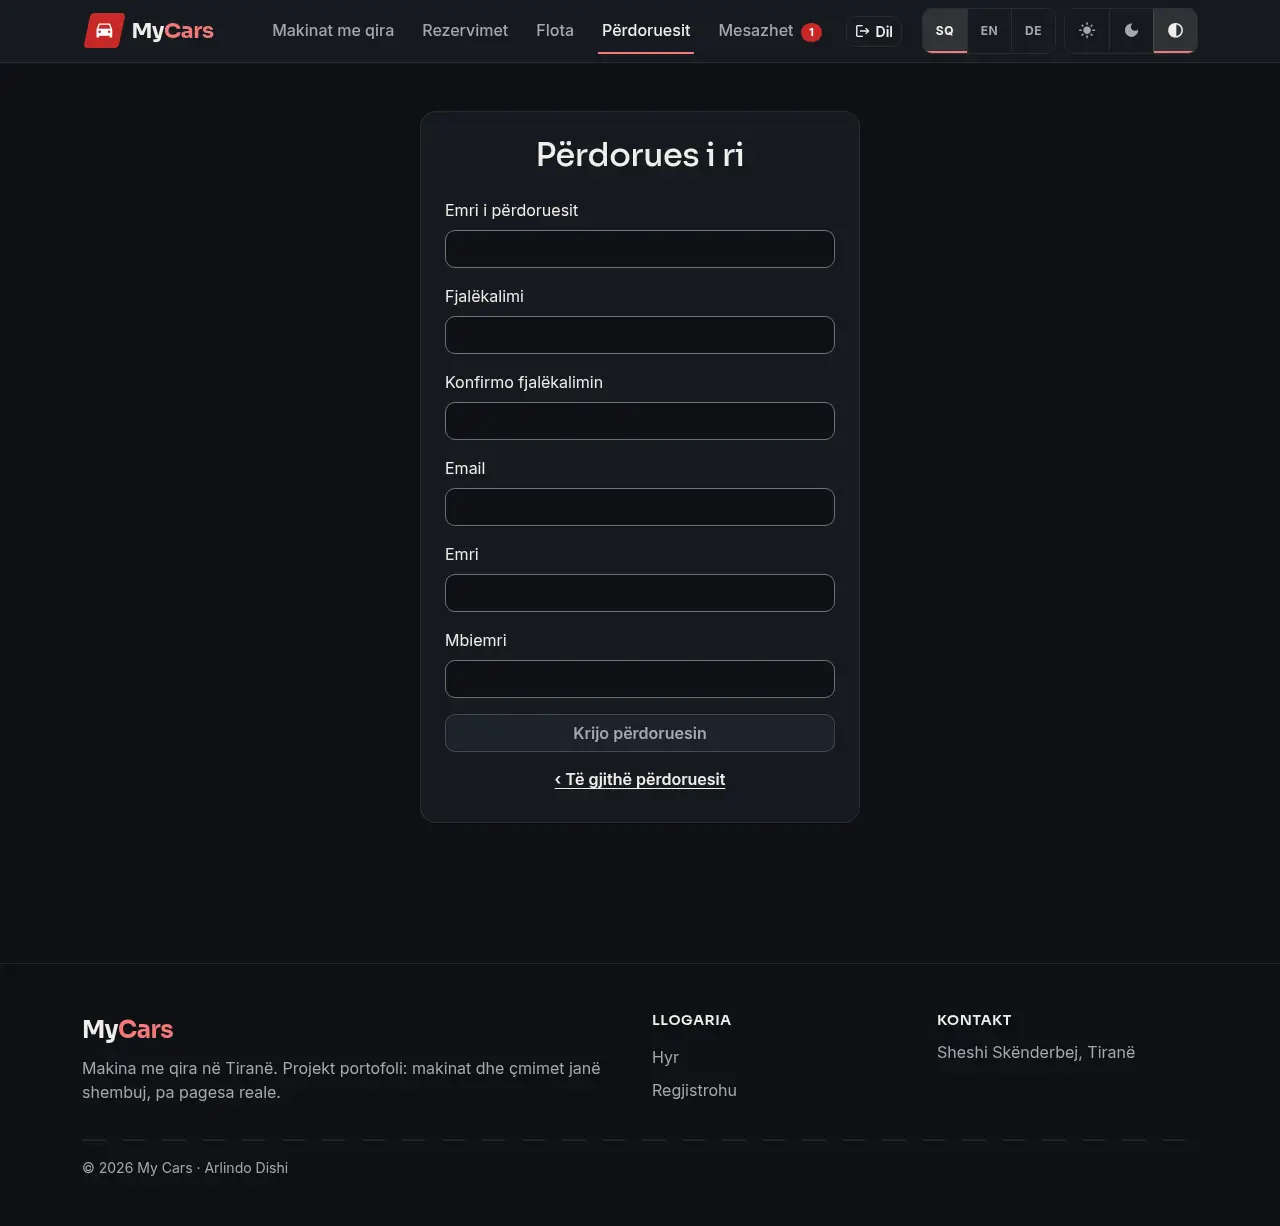 MyCars
Makinat me qira
Rezervimet
Flota
Përdoruesit
Mesazhet 1
Dil
SQ
EN
DE
Përdorues i ri
Emri i përdoruesit
Fjalëkalimi
Konfirmo fjalëkalimin
Email
Emri
Mbiemri
Krijo përdoruesin
‹ Të gjithë përdoruesit
MyCars
Makina me qira në Tiranë. Projekt portofoli: makinat dhe çmimet janë
shembuj, pa pagesa reale.
LLOGARIA
Hyr
Regjistrohu
KONTAKT
Sheshi Skënderbej, Tiranë
© 2026 My Cars · Arlindo Dishi